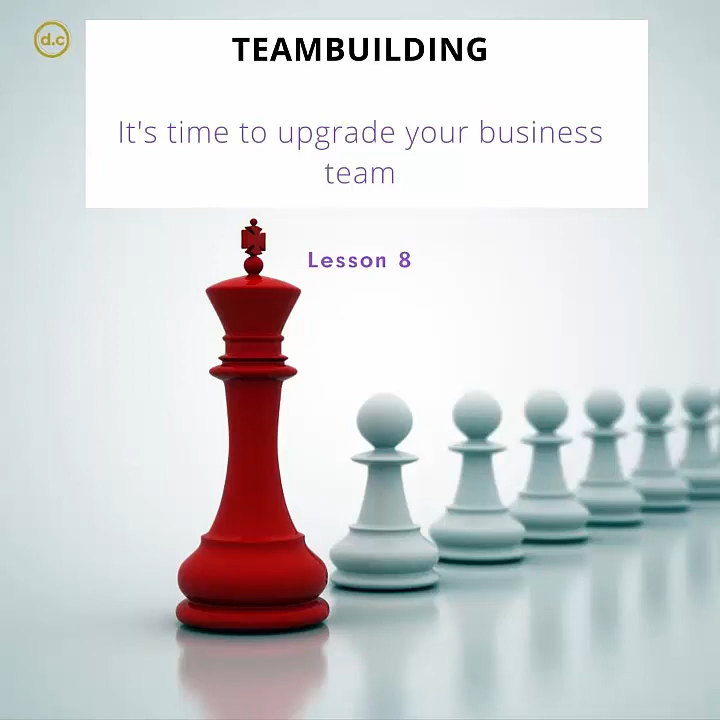 d.c
TEAMBUILDING
It's time to upgrade your business
team
Lesson 8